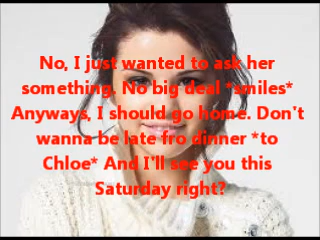 No, I just wanted to ask her
something. No big deal *smiles*
Anyways, I should go home. Don't
wanna be late fro dinner *to
Chloe* And I'll see you this
Saturday right?